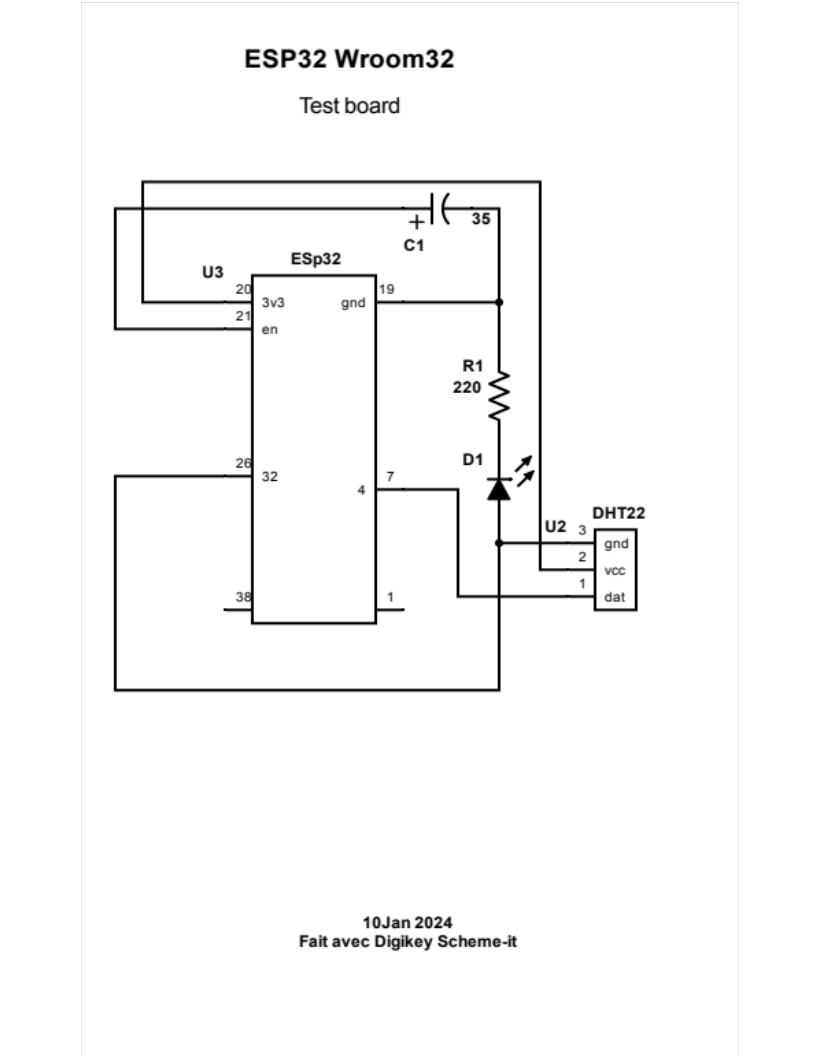 ESP32 Wroom32
Test board
+
35
C1
ESp32
U3
20
3v3
gnd
19
21
en
R1
220
26
32
D1
7
4
DHT22
U2
3
gnd
2
vcc
1
dat
38
1
10Jan 2024
Fait avec Digikey Scheme-it